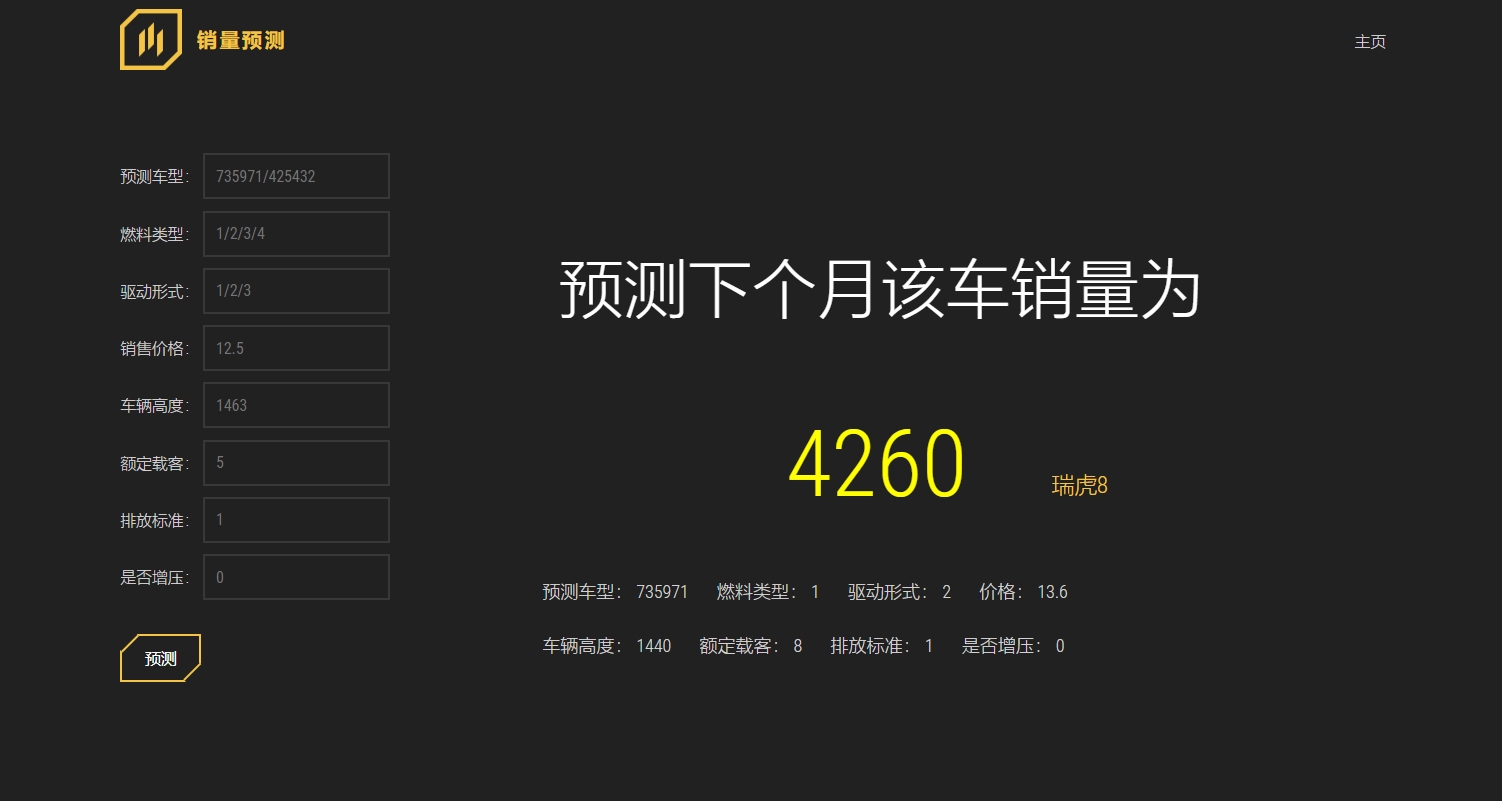 销量预测
主页
预测车型： 735971/425432
燃料类型： 1/2/3/4
驱动形式： 1/2/3
销售价格： 12.5
车辆高度： 1463
额定载客： 5
排放标准： 1
是否增压： 0
预测
预测下个月该车销量为
4260 瑞虎8
预测车型： 735971 燃料类型： 1 驱动形式： 2 价格： 13.6
车辆高度： 1440 额定载客： 8 排放标准： 1 是否增压： 0